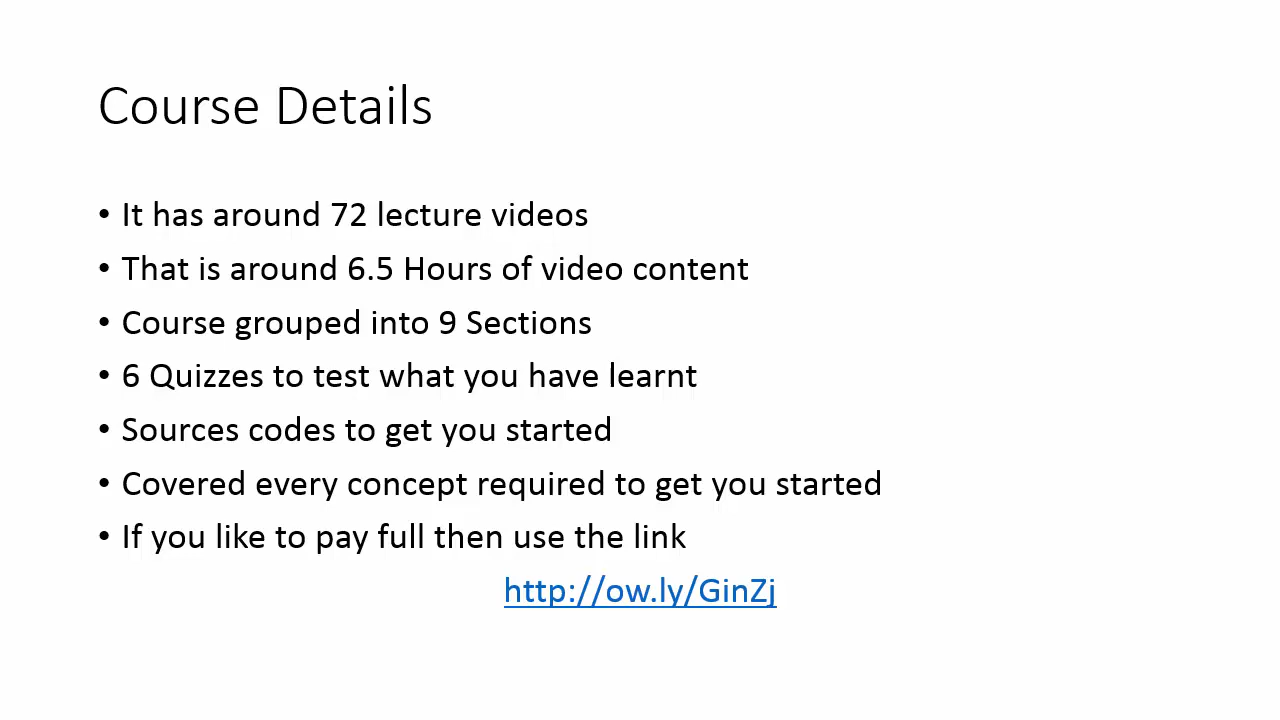 Course Details
• It has around 72 lecture videos
• That is around 6.5 Hours of video content
• Course grouped into 9 Sections
• 6 Quizzes to test what you have learnt
• Sources codes to get you started
• Covered every concept required to get you started
• If you like to pay full then use the link
http://ow.ly/GinZj